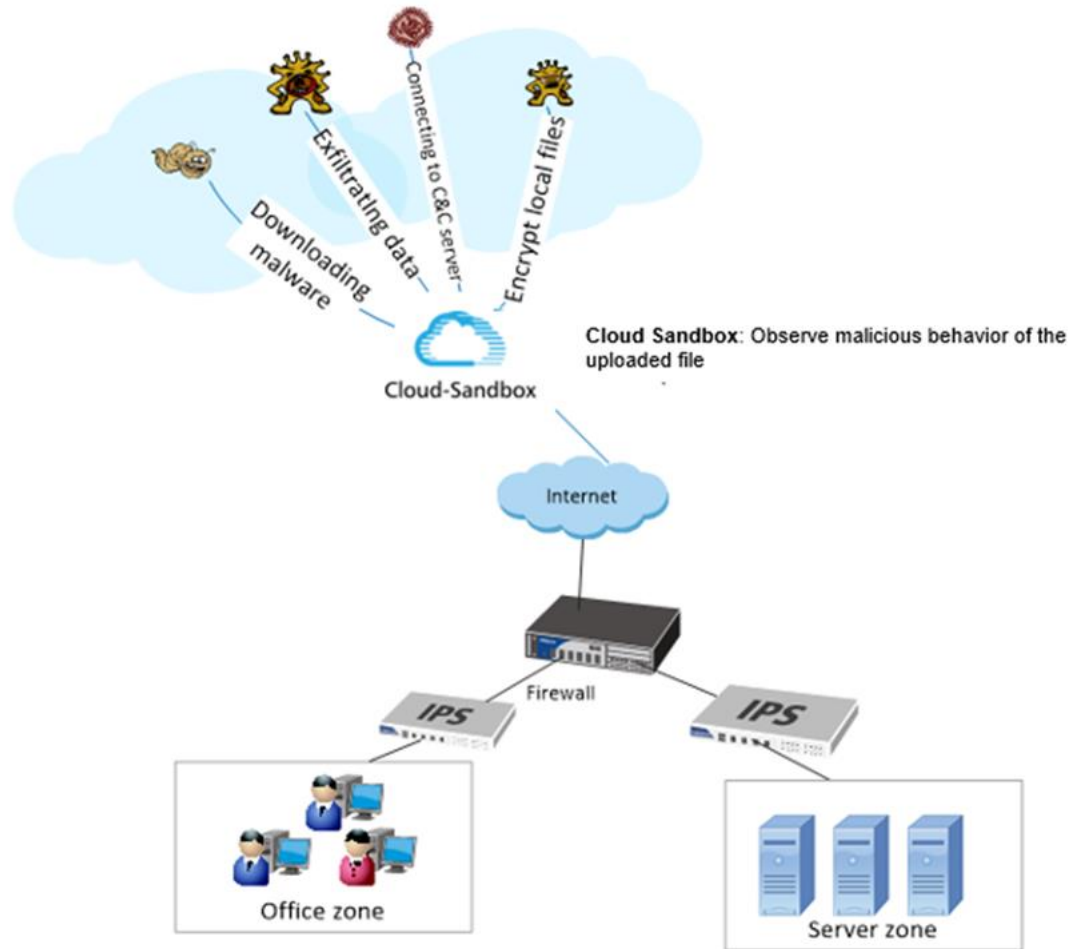 Downloading
malware
Exfiltrating data
Connecting to C&C server
Encrypt local files
Cloud-Sandbox
Cloud Sandbox: Observe malicious behavior of the
uploaded file
Internet
Firewall
IPS
IPS
Office zone
Server zone